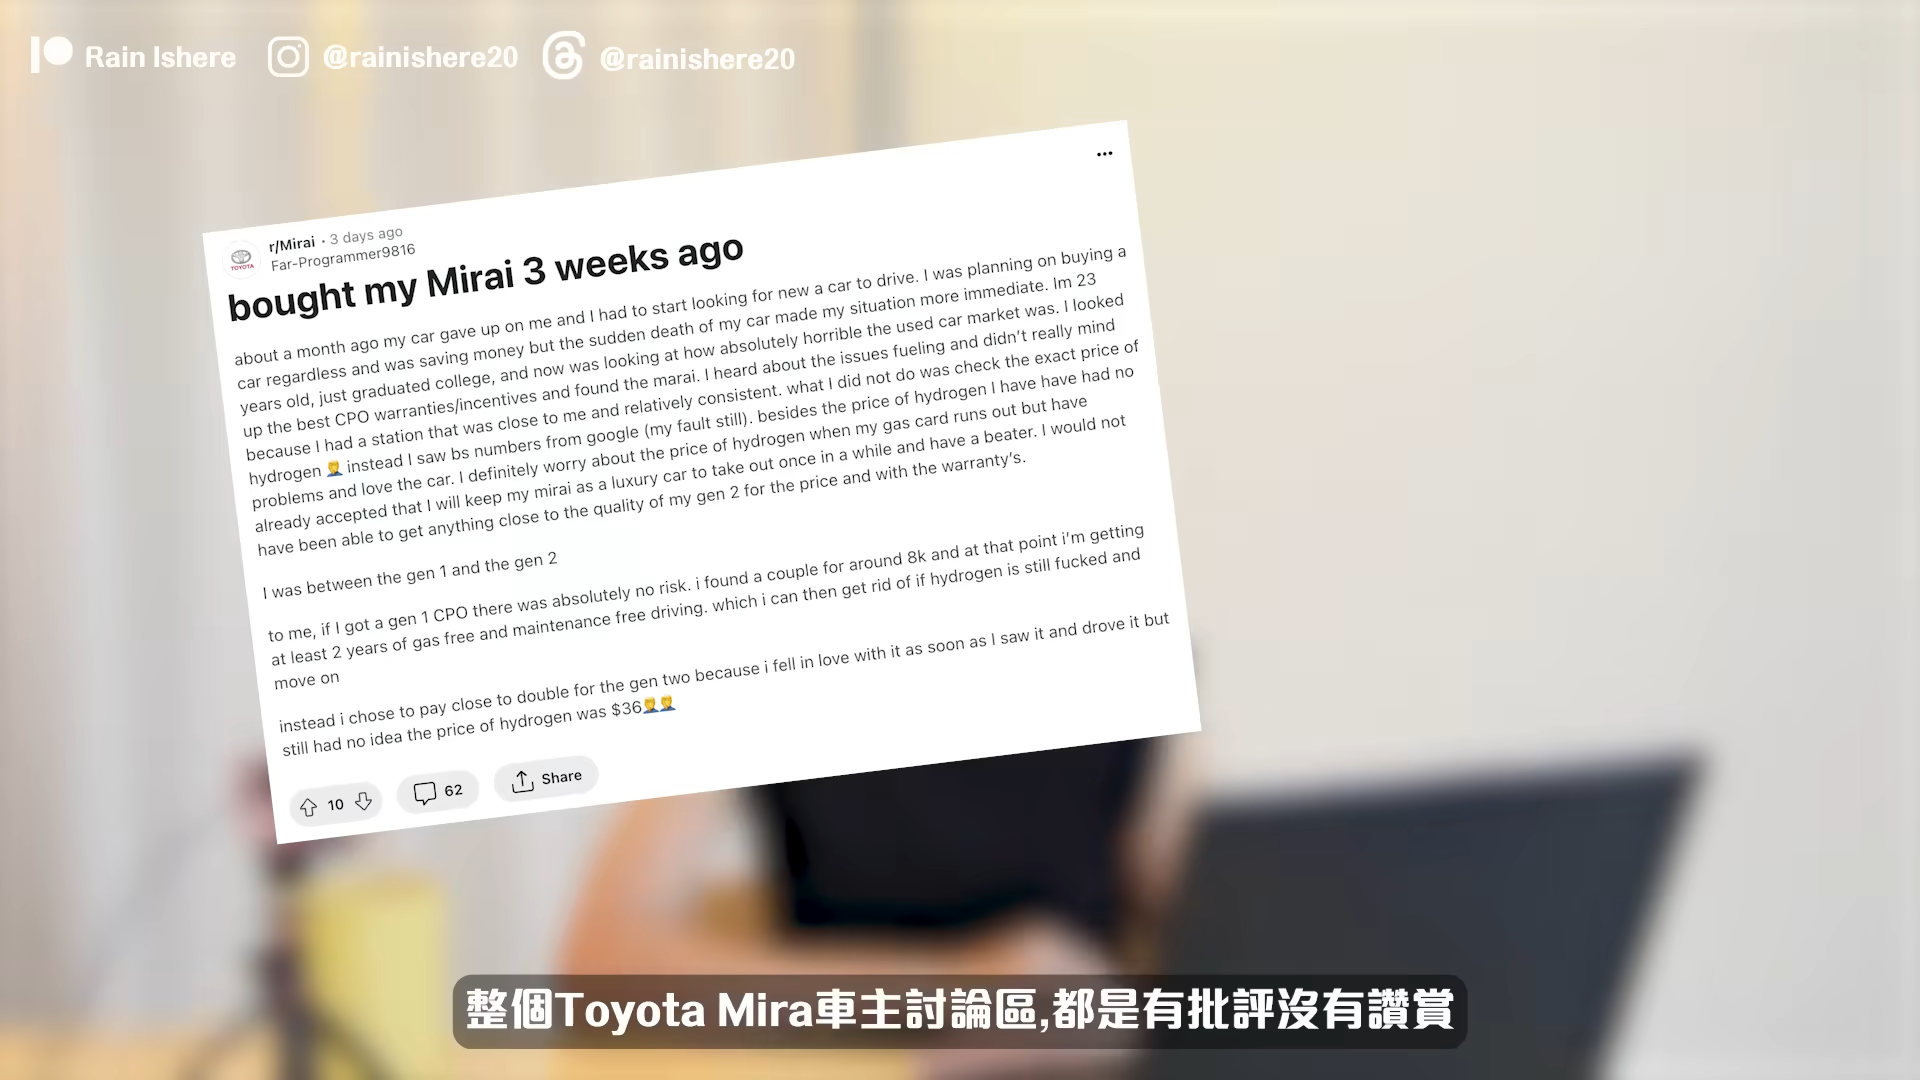 Rain Ishere @rainishere20 @rainishere20
r/Mirai • 3 days ago
Far-Programmer9816
TOYOTA
bought my Mirai 3 weeks ago
about a month ago my car gave up on me and I had to start looking for new a car to drive. I was planning on buying a
car regardless and was saving money but the sudden death of my car made my situation more immediate. Im 23
years old, just graduated college, and now was looking at how absolutely horrible the used car market was. I looked
up the best CPO warranties/incentives and found the marai. I heard about the issues fueling and didn't really mind
because I had a station that was close to me and relatively consistent. what I did not do was check the exact price of
hydrogen 🤦 instead I saw bs numbers from google (my fault still). besides the price of hydrogen I have have had no
problems and love the car. I definitely worry about the price of hydrogen when my gas card runs out but have
already accepted that I will keep my mirai as a luxury car to take out once in a while and have a beater. I would not
have been able to get anything close to the quality of my gen 2 for the price and with the warranty's.
I was between the gen 1 and the gen 2
to me, if I got a gen 1 CPO there was absolutely no risk. i found a couple for around 8k and at that point i'm getting
at least 2 years of gas free and maintenance free driving. which i can then get rid of if hydrogen is still fucked and
move on
instead i chose to pay close to double for the gen two because i fell in love with it as soon as I saw it and drove it but
still had no idea the price of hydrogen was $36🤦🤦
10 62 Share
整個Toyota Mira車主討論區,都是有批評沒有讚賞